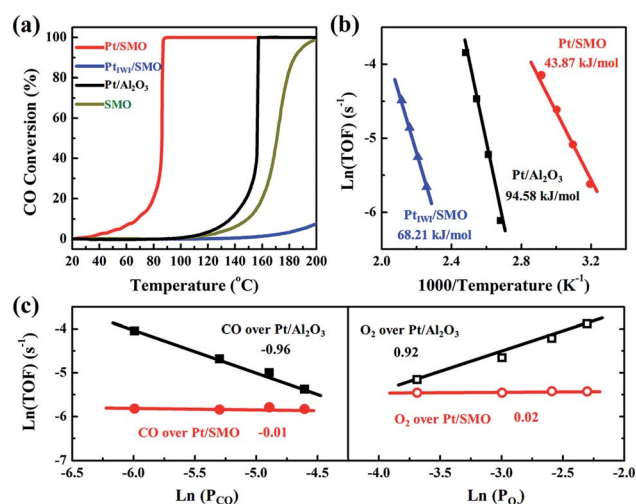 (a)
100
80
60
40
20
0
CO Conversion (%)
Pt/SMO
Pt_IWI/SMO
Pt/Al₂O₃
SMO
20 40 60 80 100 120 140 160 180 200
Temperature (°C)
(b)
-4
-5
-6
Ln(TOF) (s⁻¹)
Pt/SMO
43.87 kJ/mol
Pt/Al₂O₃
94.58 kJ/mol
Pt_IWI/SMO
68.21 kJ/mol
2.0 2.4 2.8 3.2
1000/Temperature (K⁻¹)
(c)
-4
-5
-6
-7
Ln(TOF) (s⁻¹)
CO over Pt/Al₂O₃
-0.96
CO over Pt/SMO -0.01
-6.5 -6.0 -5.5 -5.0 -4.5
Ln (P_CO)
O₂ over Pt/Al₂O₃
0.92
O₂ over Pt/SMO 0.02
-4.0 -3.5 -3.0 -2.5 -2.0
Ln (P_O₂)